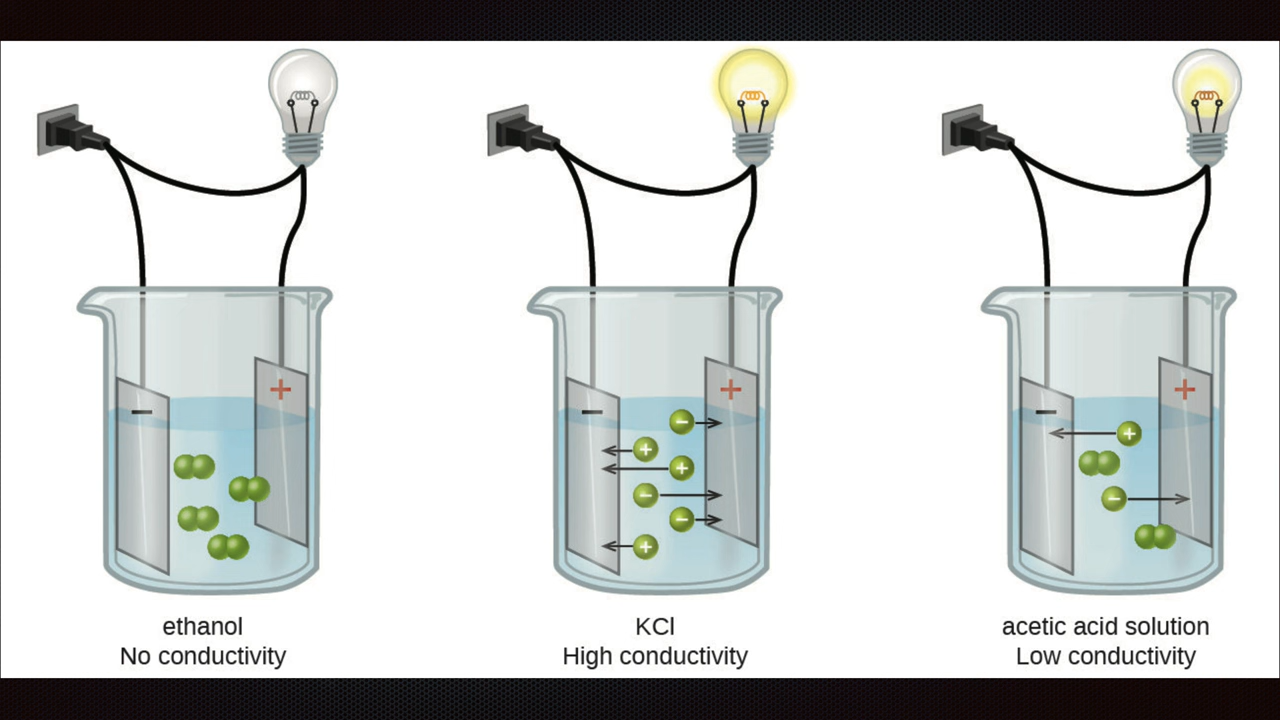 ethanol
No conductivity
KCl
High conductivity
acetic acid solution
Low conductivity